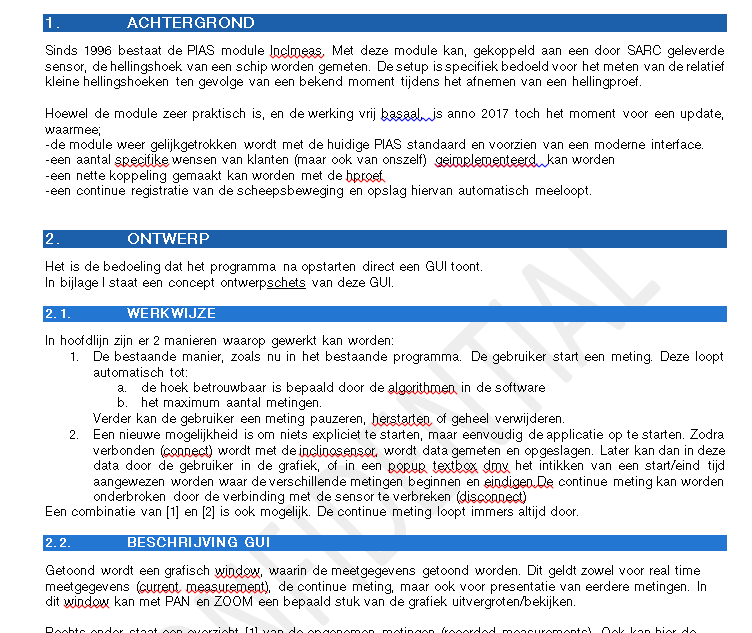 1. ACHTERGROND
Sinds 1996 bestaat de PIAS module Inclmeas. Met deze module kan, gekoppeld aan een door SARC geleverde
sensor, de hellingshoek van een schip worden gemeten. De setup is specifiek bedoeld voor het meten van de relatief
kleine hellingshoeken ten gevolge van een bekend moment tijdens het afnemen van een hellingproef.
Hoewel de module zeer praktisch is, en de werking vrij basaal, is anno 2017 toch het moment voor een update,
waarmee;
-de module weer gelijkgetrokken wordt met de huidige PIAS standaard en voorzien van een moderne interface.
-een aantal specifike wensen van klanten (maar ook van onszelf) geimplementeerd, kan worden
-een nette koppeling gemaakt kan worden met de hproef
-een continue registratie van de scheepsbeweging en opslag hiervan automatisch meeloopt.
2. ONTWERP
Het is de bedoeling dat het programma na opstarten direct een GUI toont.
In bijlage I staat een concept ontwerpschets van deze GUI.
2.1. WERKWIJZE
In hoofdlijn zijn er 2 manieren waarop gewerkt kan worden:
1. De bestaande manier, zoals nu in het bestaande programma. De gebruiker start een meting. Deze loopt
automatisch tot:
a. de hoek betrouwbaar is bepaald door de algorithmen in de software
b. het maximum aantal metingen.
Verder kan de gebruiker een meting pauzeren, herstarten of geheel verwijderen.
2. Een nieuwe mogelijkheid is om niets expliciet te starten, maar eenvoudig de applicatie op te starten. Zodra
verbonden (connect) wordt met de inclinosensor, wordt data gemeten en opgeslagen. Later kan dan in deze
data door de gebruiker in de grafiek, of in een popup textbox dmv het intikken van een start/eind tijd
aangewezen worden waar de verschillende metingen beginnen en eindigen.De continue meting kan worden
onderbroken door de verbinding met de sensor te verbreken (disconnect)
Een combinatie van [1] en [2] is ook mogelijk. De continue meting loopt immers altijd door.
2.2. BESCHRIJVING GUI
Getoond wordt een grafisch window, waarin de meetgegevens getoond worden. Dit geldt zowel voor real time
meetgegevens (current measurement), de continue meting, maar ook voor presentatie van eerdere metingen. In
dit window kan met PAN en ZOOM een bepaald stuk van de grafiek uitvergroten/bekijken.
Rechts onder staat een overzicht [1] van de opgenomen metingen (recorded measurements). Ook kan hier de
CONFIDENTIAL